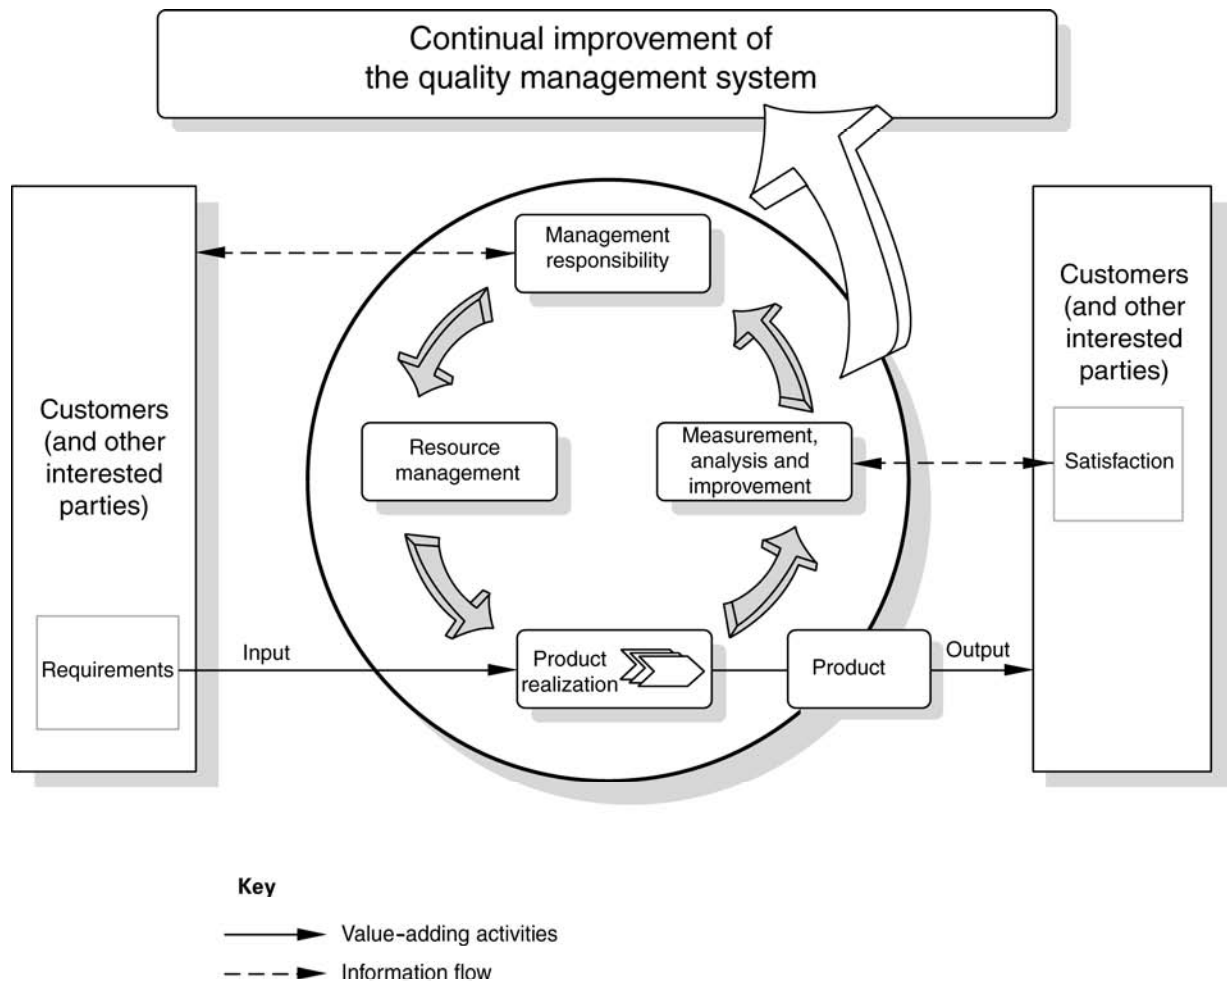 Continual improvement of
the quality management system
Management
responsibility
Customers
(and other
interested
parties)
Customers
(and other
interested
parties)
Resource
management
Measurement,
analysis and
improvement
Satisfaction
Requirements
Input
Product
realization
Product
Output
Key
Value-adding activities
Information flow